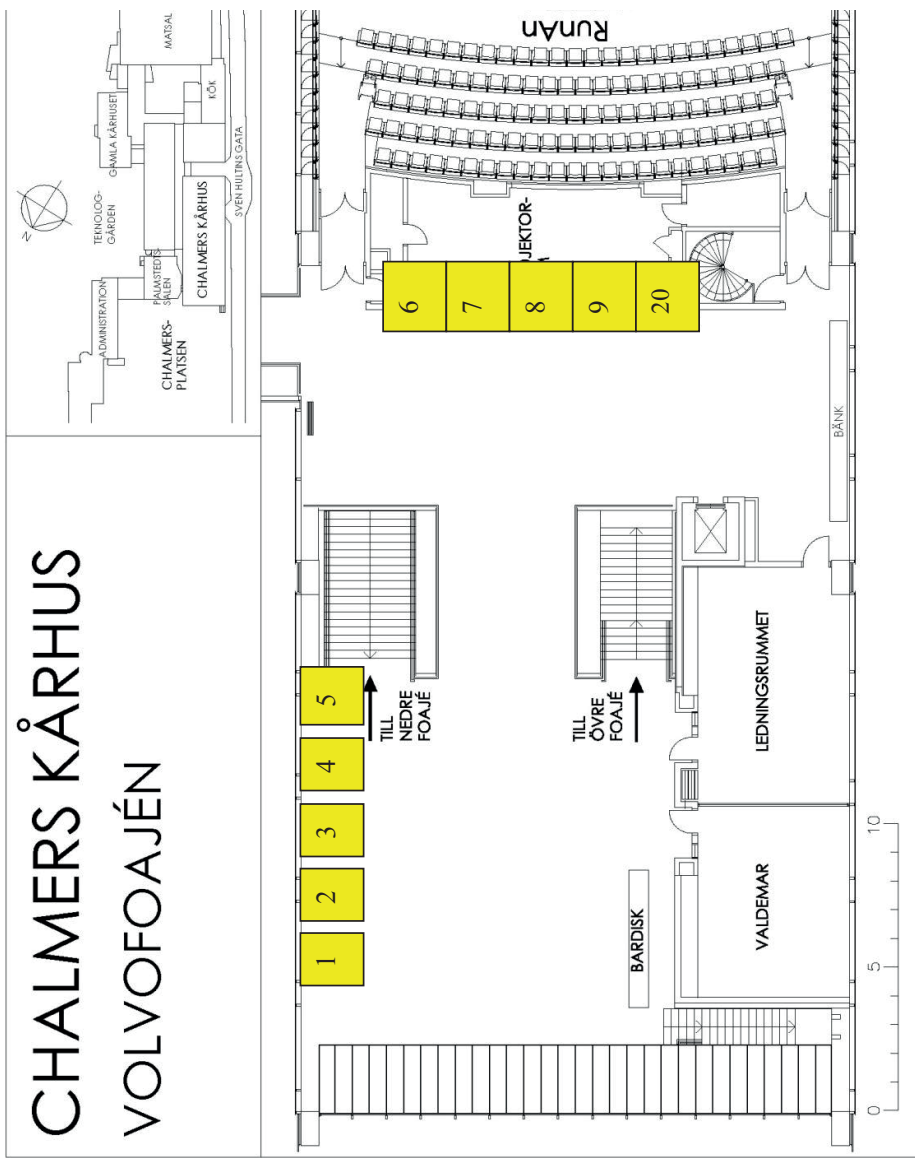 CHALMERS KÅRHUS
VOLVOFOAJÉN
MATSAL
KÖK
GAMLA KÅRHUSET
SVEN HULTINS GATA
N
TEKNOLOG-
GÅRDEN
CHALMERS KÅRHUS
PALMSTEDTS-
SALEN
ADMINISTRATION
CHALMERS-
PLATSEN
RunAn
JEKTOR-
6
7
8
9
20
BÄNK
1
2
3
4
5
TILL
NEDRE
FOAJÉ
TILL
ÖVRE
FOAJÉ
LEDNINGSRUMMET
BARDISK
VALDEMAR
0
5
10